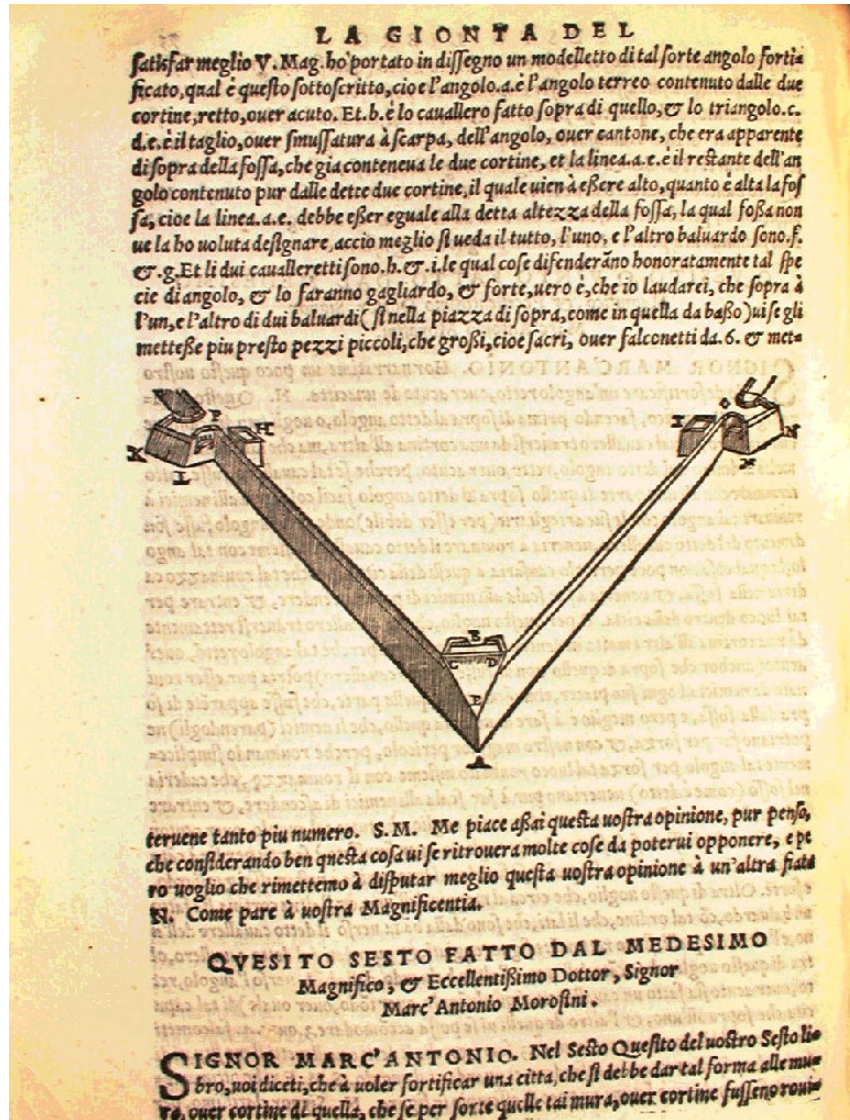 LA GIONTA DEL
satisfar meglio V. Mag. ho portato in dissegno un modelletto di tal sorte angolo fortifi
ficato, qual è questo sottoscritto, cioe l'angolo.a.è l'angolo terreo contenuto dalle due
cortine, retto, ouer acuto. Et.b.è lo cauallero fatto sopra di quello, & lo triangolo.c.
d.e.è il taglio, ouer smussatura à scarpa, dell'angolo, ouer cantone, che era apparente
di sopra della fossa, che gia conteneua le due cortine, et la linea.a.e.è il restante dell'an
golo contenuto pur dalle dette due cortine, il quale uien à eßere alto, quanto è alta la fos
sa, cioe la linea.a.e. debbe eßer eguale alla detta altezza della fossa, la qual foßa non
ue la ho uoluta designare, accio meglio si ueda il tutto, l'uno, e l'altro baluardo sono.f.
&.g. Et li dui cauallerettisono.h.&.i.le qual cose difenderãno honoratamente tal spe
cie di angolo, & lo faranno gagliardo, & forte, uero è, che io laudarei, che sopra à
l'un, e l'altro di dui baluardi (si nella piazza di sopra, come in quella da baßo) ui se gli
metteße piu presto pezzi piccoli, che großi, cioe sacri, ouer falconetti da.6. & met-
P H I O
K L M N
B
C D
E
A
teruene tanto piu numero. S.M. Me piace aßai questa uostra opinione, pur penso,
che considerando ben questa cosa ui se ritrouera molte cose da poterui opponere, e pe
ro uoglio che rimettemo à disputar meglio questa uostra opinione à un'altra fiata
N. Come pare à uostra Magnificentia.
QVESITO SESTO FATTO DAL MEDESIMO
Magnifico, & Eccellentißimo Dottor, Signor
Marc'Antonio Morosini.
SIGNOR MARC'ANTONIO. Nel Sesto Quesito del uostro Sesto li-
bro, uoi diceti, che à uoler fortificar una citta, che si debbe dar tal forma alle mu-
ra, ouer cortine di quella, che se per sorte quelle tai mura, ouer cortine fusseno roui-